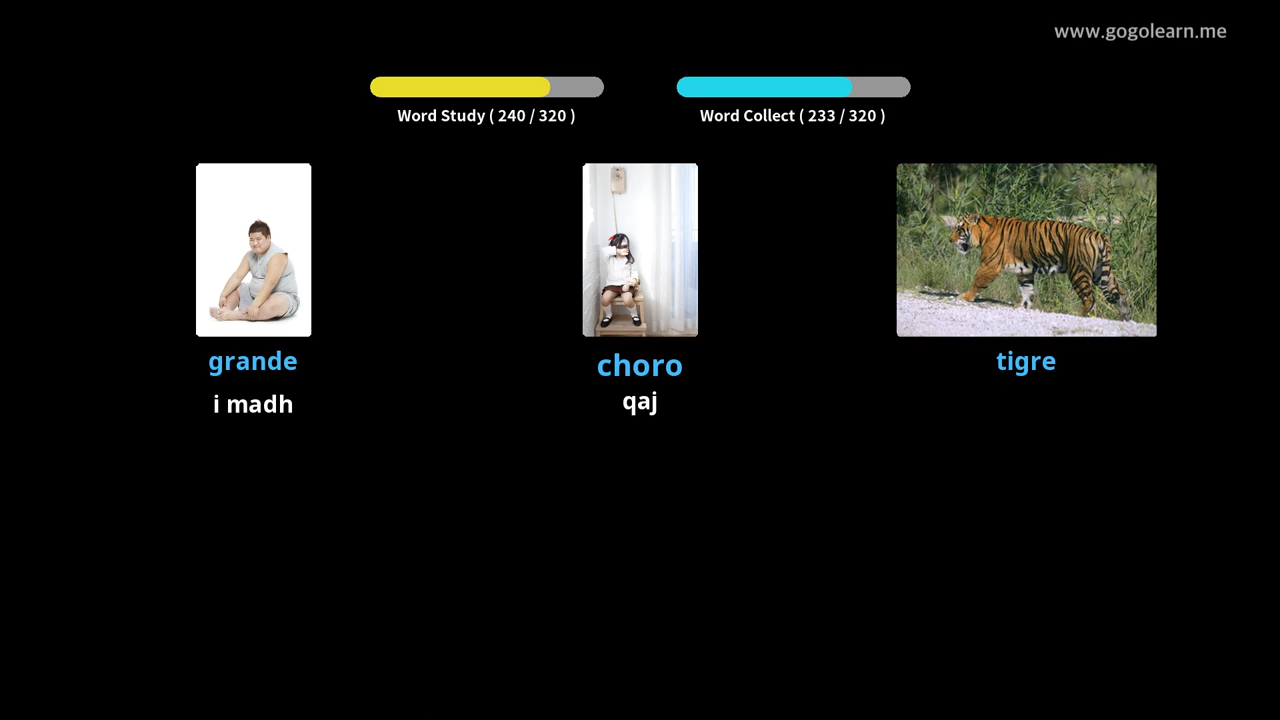 www.gogolearn.me
Word Study ( 240 / 320 )
Word Collect ( 233 / 320 )
grande
choro
tigre
i madh
qaj